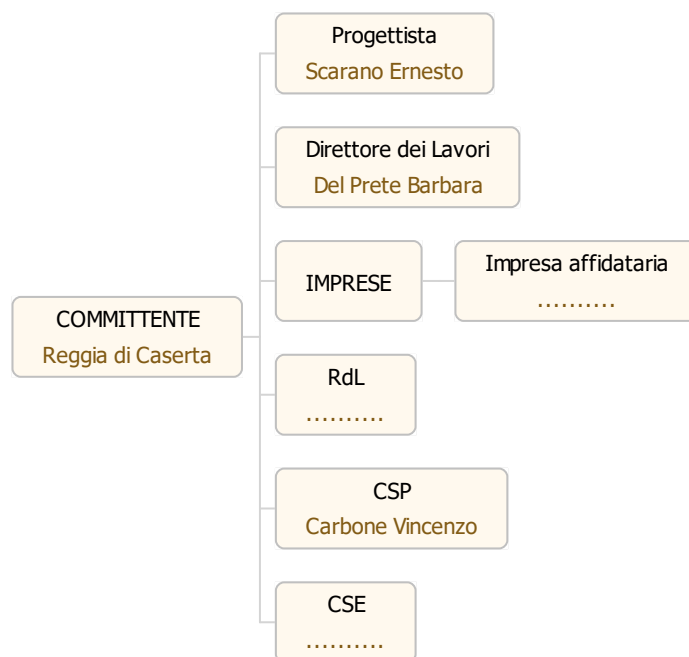 Progettista
Scarano Ernesto
Direttore dei Lavori
Del Prete Barbara
IMPRESE
Impresa affidataria
..........
COMMITTENTE
Reggia di Caserta
RdL
..........
CSP
Carbone Vincenzo
CSE
..........